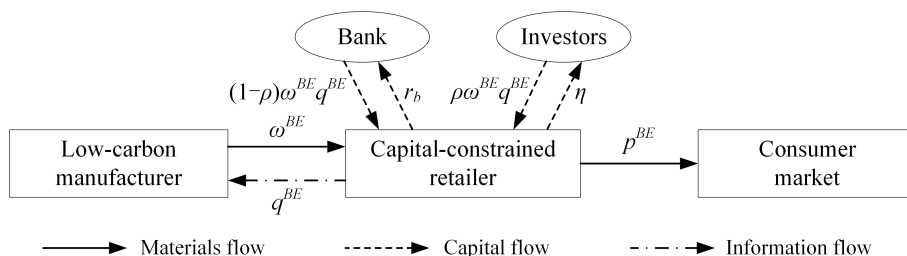 Bank
Investors
(1-ρ)ω^{BE}q^{BE}
r_b
ρω^{BE}q^{BE}
η
ω^{BE}
p^{BE}
Low-carbon
manufacturer
Capital-constrained
retailer
Consumer
market
q^{BE}
Materials flow
Capital flow
Information flow